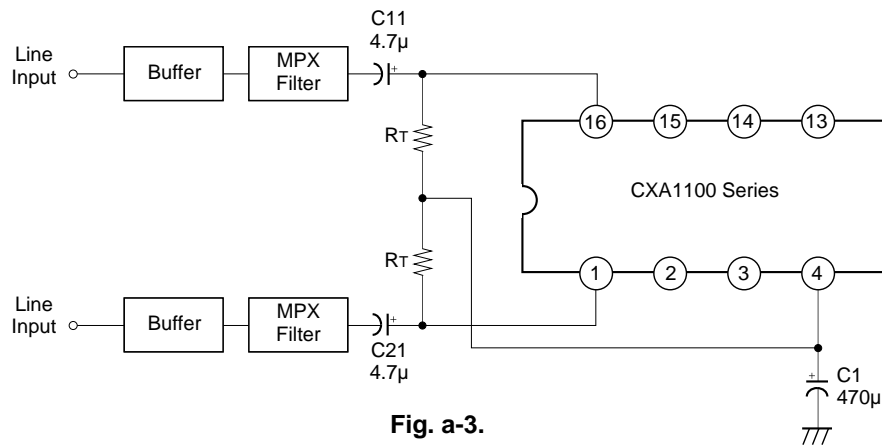 C11
4.7μ
Line
Input
Buffer
MPX
Filter
+
RT
16
15
14
13
CXA1100 Series
RT
1
2
3
4
Line
Input
Buffer
MPX
Filter
+
C21
4.7μ
+
C1
470μ
Fig. a-3.